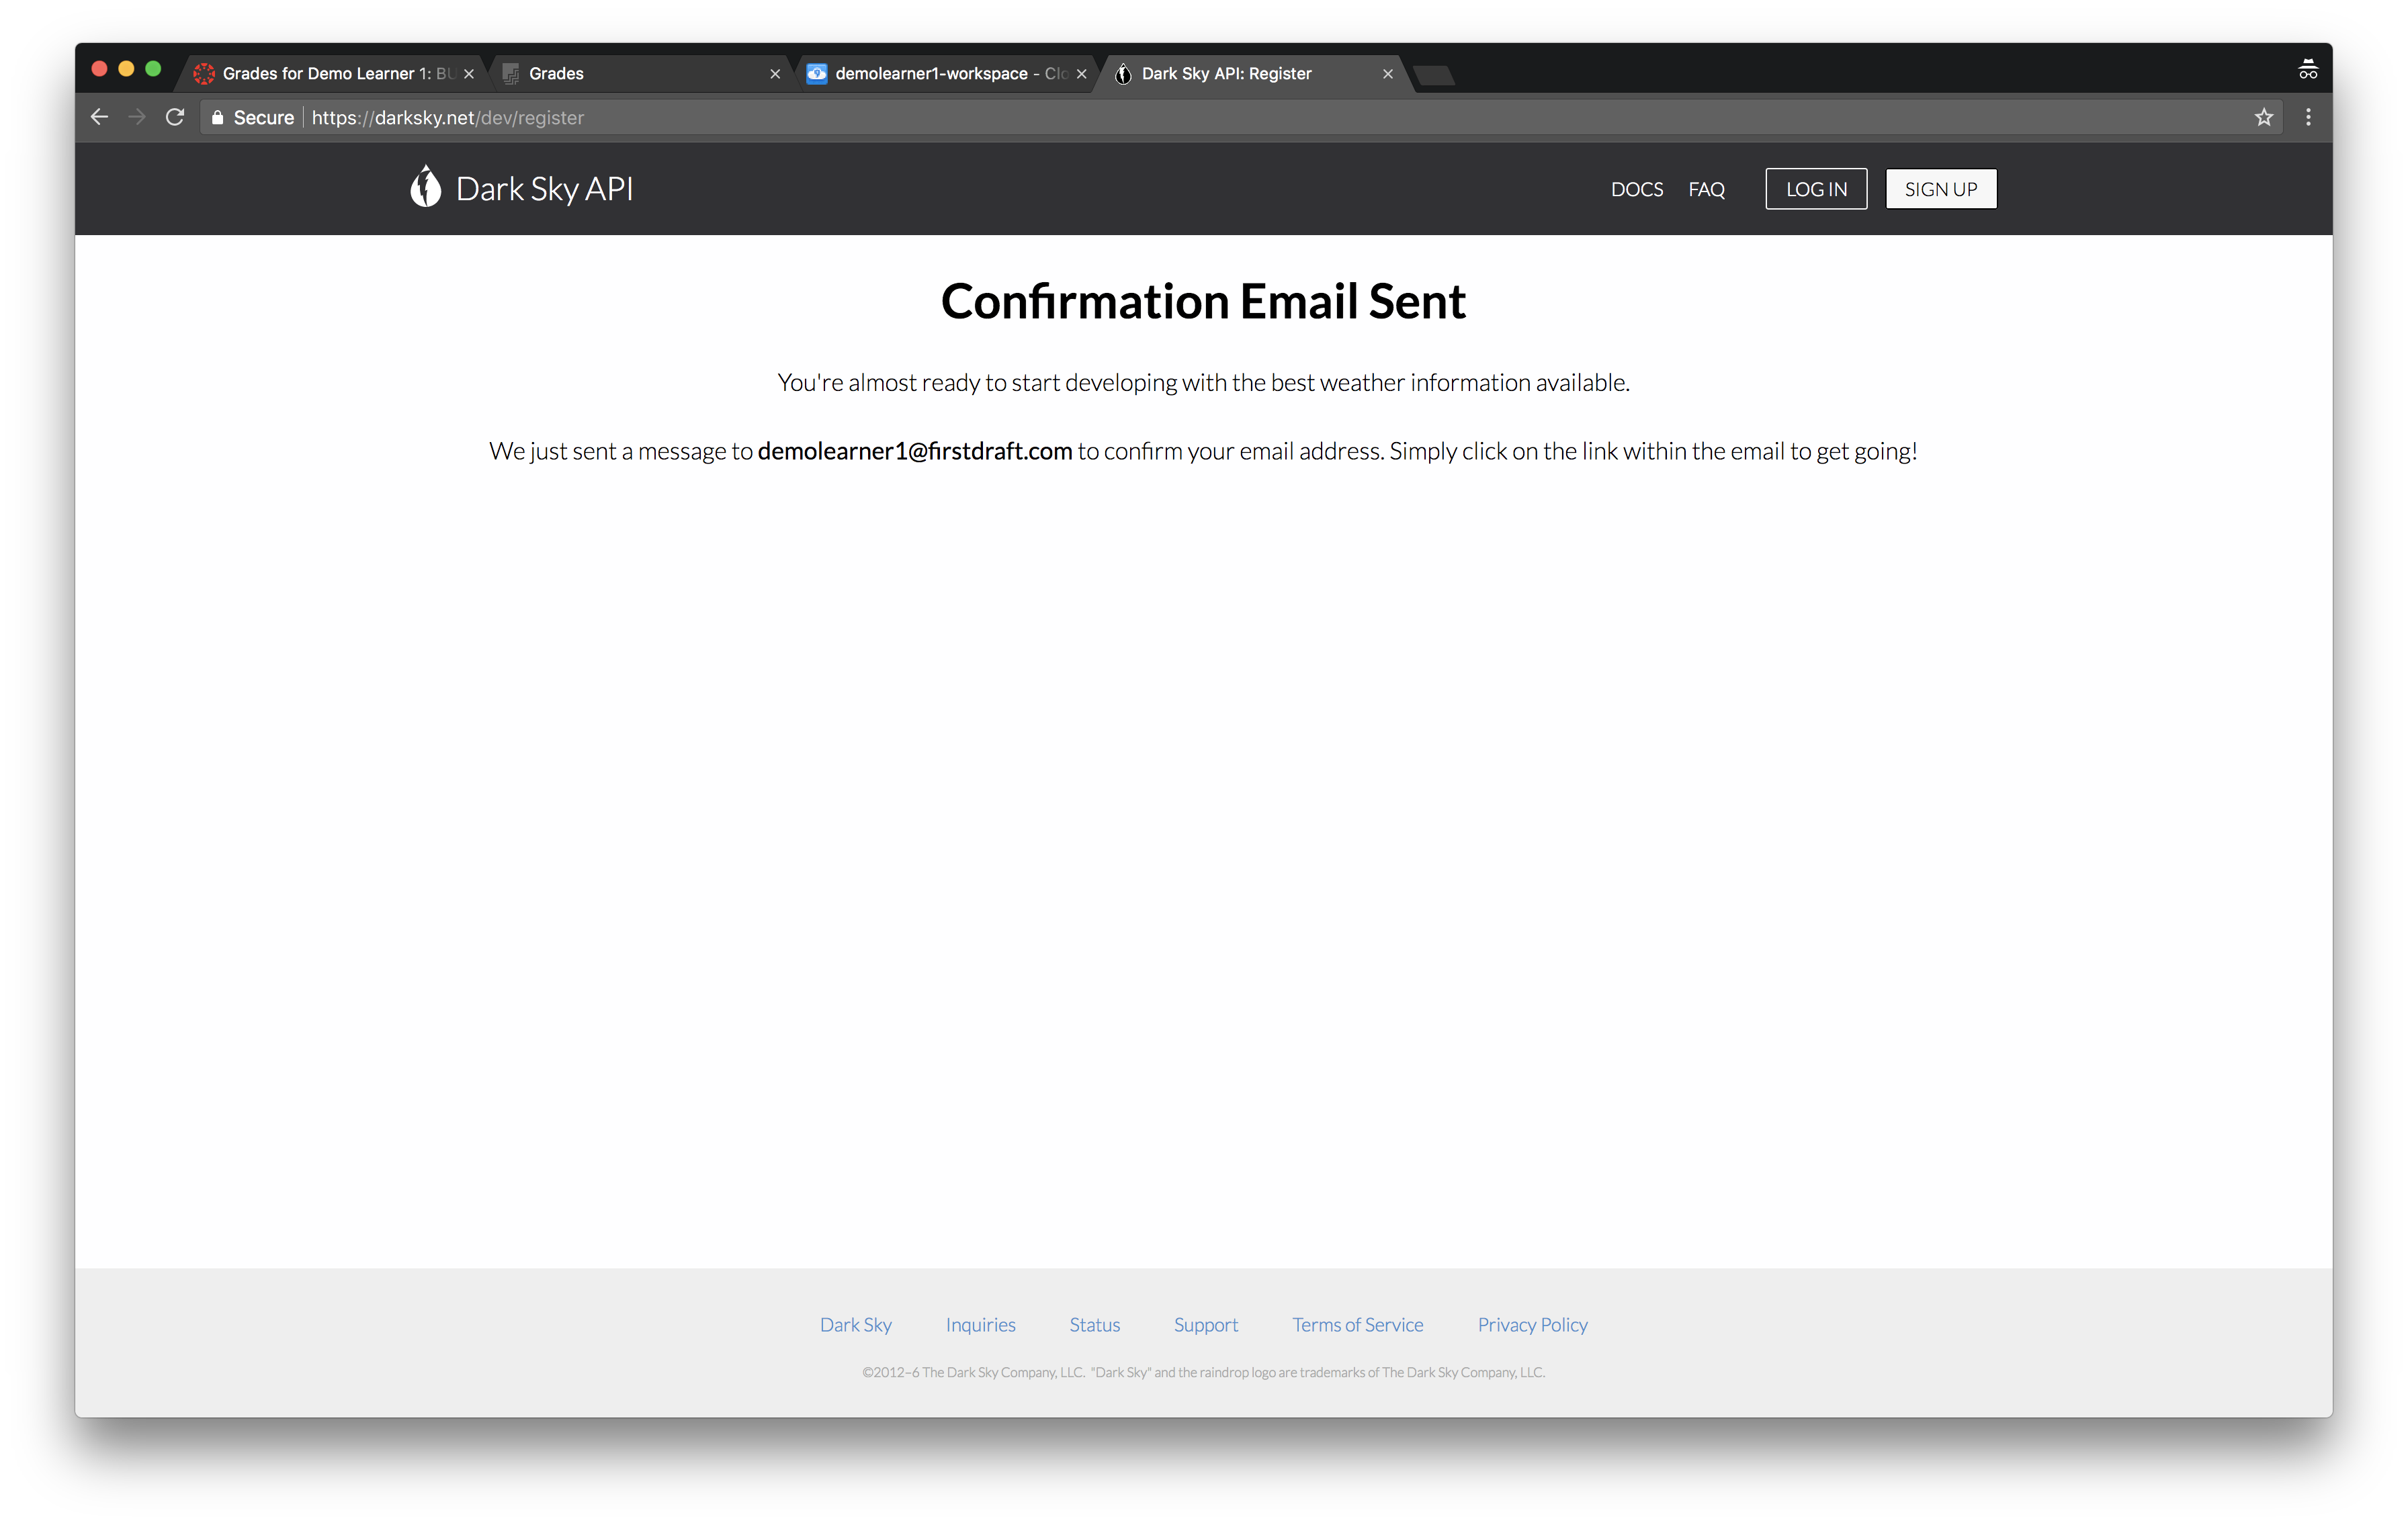 Grades for Demo Learner 1: BU
Grades
demolearner1-workspace - Clo
Dark Sky API: Register
Secure
https://darksky.net/dev/register
Dark Sky API
DOCS
FAQ
LOG IN
SIGN UP
Confirmation Email Sent
You're almost ready to start developing with the best weather information available.
We just sent a message to demolearner1@firstdraft.com to confirm your email address. Simply click on the link within the email to get going!
Dark Sky
Inquiries
Status
Support
Terms of Service
Privacy Policy
©2012–6 The Dark Sky Company, LLC. "Dark Sky" and the raindrop logo are trademarks of The Dark Sky Company, LLC.